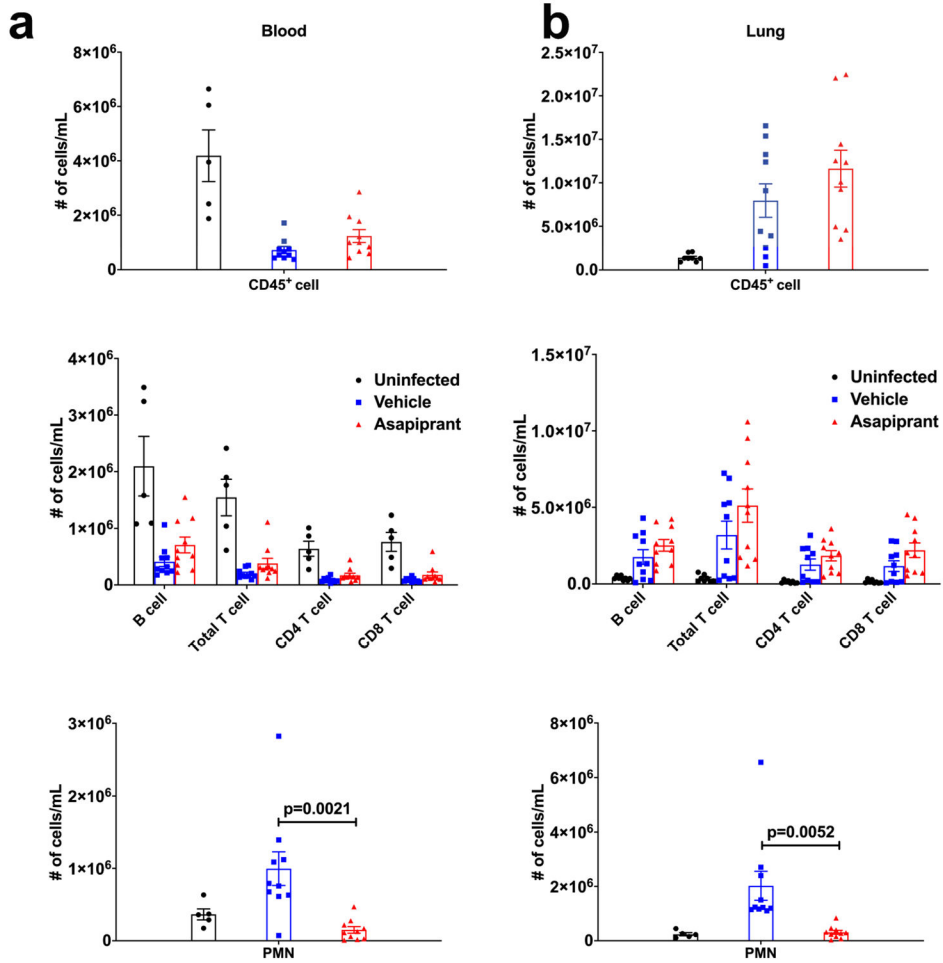 a
Blood
# of cells/mL
8×10⁶
6×10⁶
4×10⁶
2×10⁶
0
CD45⁺ cell
b
Lung
# of cells/mL
2.5×10⁷
2.0×10⁷
1.5×10⁷
1.0×10⁷
5.0×10⁶
0.0
CD45⁺ cell
# of cells/mL
4×10⁶
3×10⁶
2×10⁶
1×10⁶
0
Uninfected
Vehicle
Asapiprant
B cell
Total T cell
CD4 T cell
CD8 T cell
# of cells/mL
1.5×10⁷
1.0×10⁷
5.0×10⁶
0.0
Uninfected
Vehicle
Asapiprant
B cell
Total T cell
CD4 T cell
CD8 T cell
# of cells/mL
3×10⁶
2×10⁶
1×10⁶
0
p=0.0021
PMN
# of cells/mL
8×10⁶
6×10⁶
4×10⁶
2×10⁶
0
p=0.0052
PMN